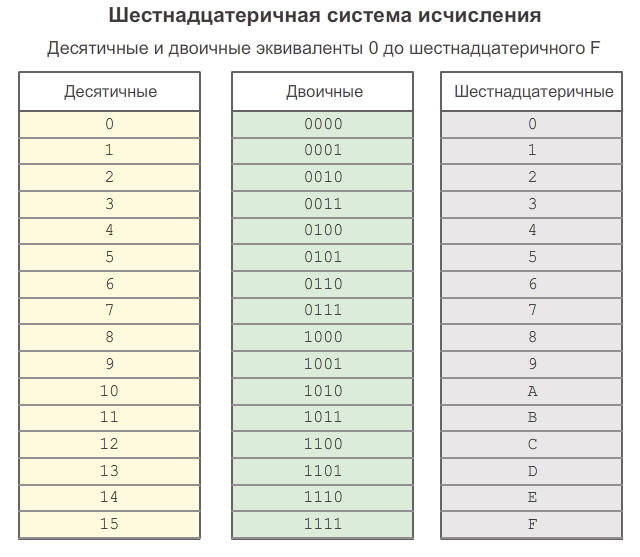 Шестнадцатеричная система исчисления
Десятичные и двоичные эквиваленты 0 до шестнадцатеричного F
Десятичные Двоичные Шестнадцатеричные
0 0000 0
1 0001 1
2 0010 2
3 0011 3
4 0100 4
5 0101 5
6 0110 6
7 0111 7
8 1000 8
9 1001 9
10 1010 A
11 1011 B
12 1100 C
13 1101 D
14 1110 E
15 1111 F